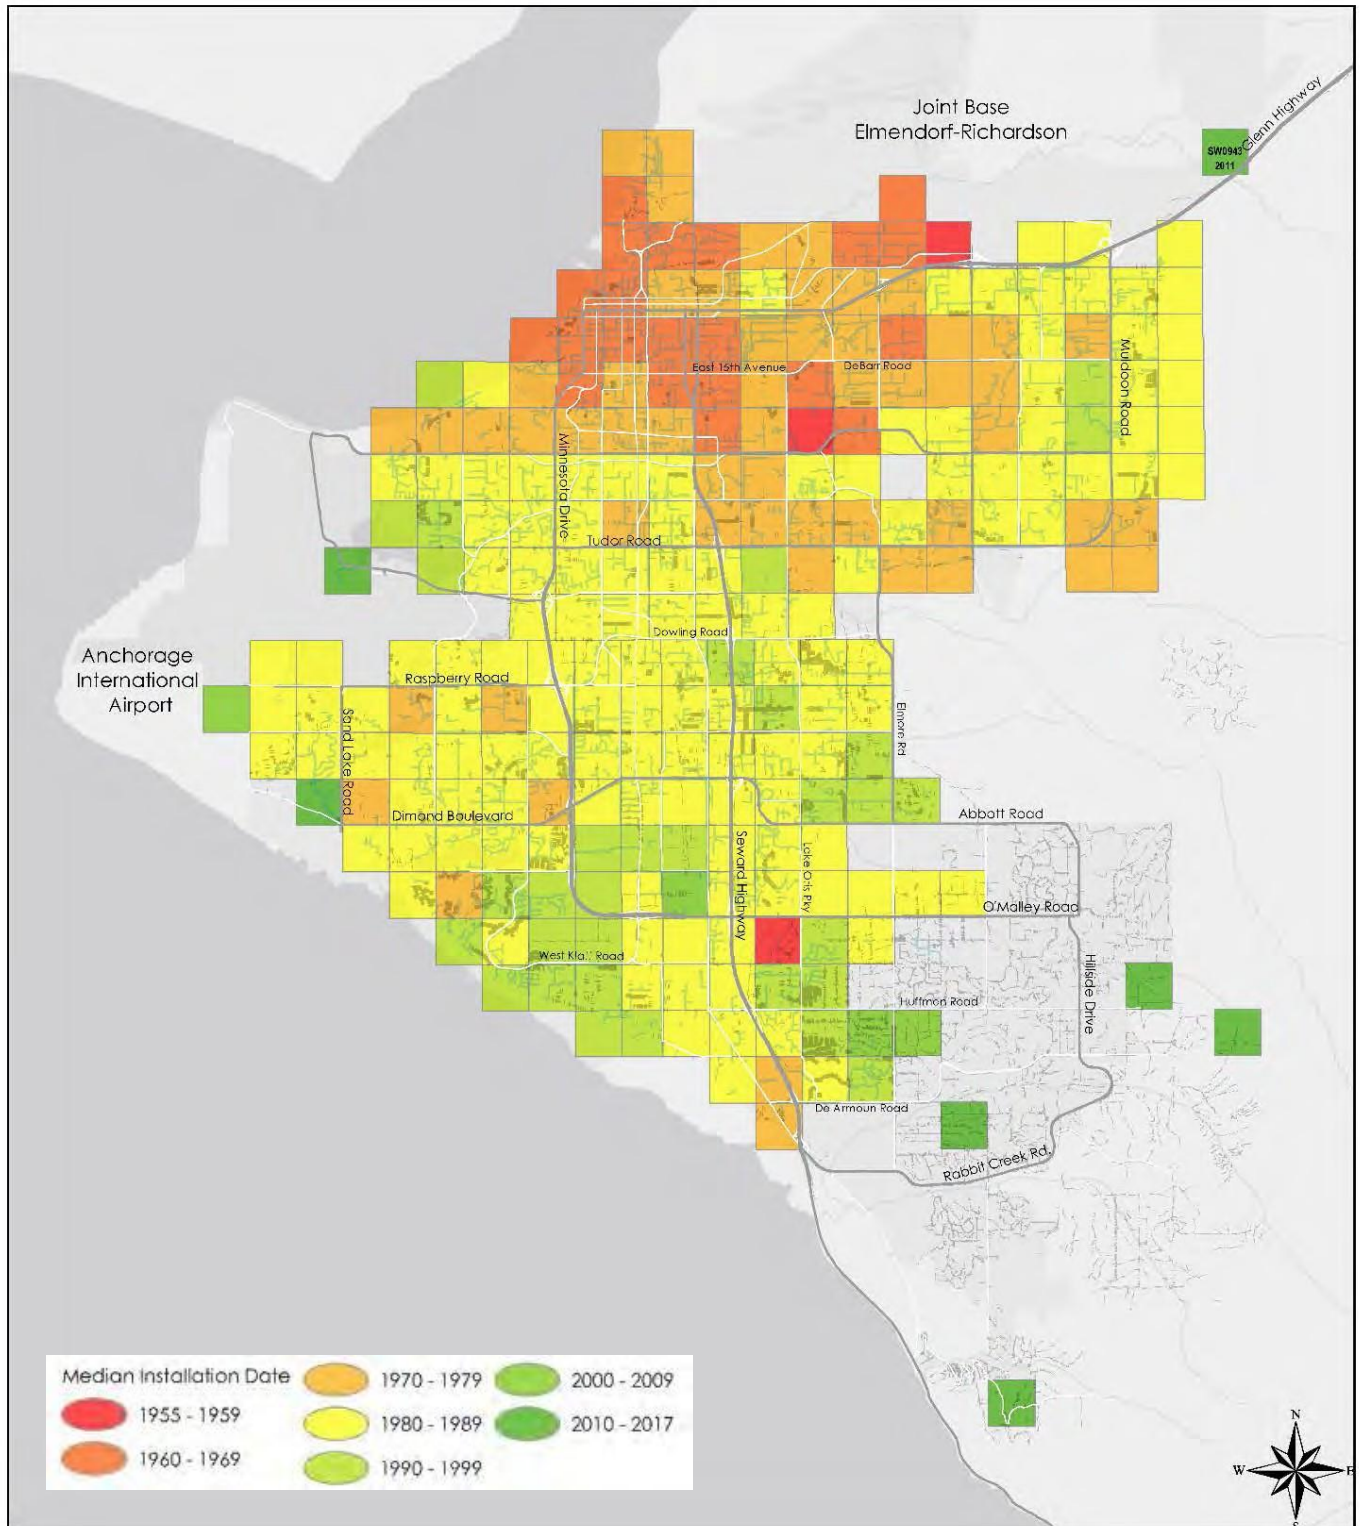 Joint Base
Elmendorf-Richardson
Glenn Highway
SW0943
2011
East 15th Avenue
DeBarr Road
Muldoon Road
Minnesota Drive
Tudor Road
Dowling Road
Anchorage
International
Airport
Raspberry Road
Sand Lake Road
Elmore Rd
Dimond Boulevard
Abbott Road
Seward Highway
Lake Otis Pky
O'Malley Road
West Klatt Road
Hillside Drive
Huffman Road
De Armoun Road
Rabbit Creek Rd.
Median Installation Date
1955 - 1959
1960 - 1969
1970 - 1979
1980 - 1989
1990 - 1999
2000 - 2009
2010 - 2017
N
W
E
S